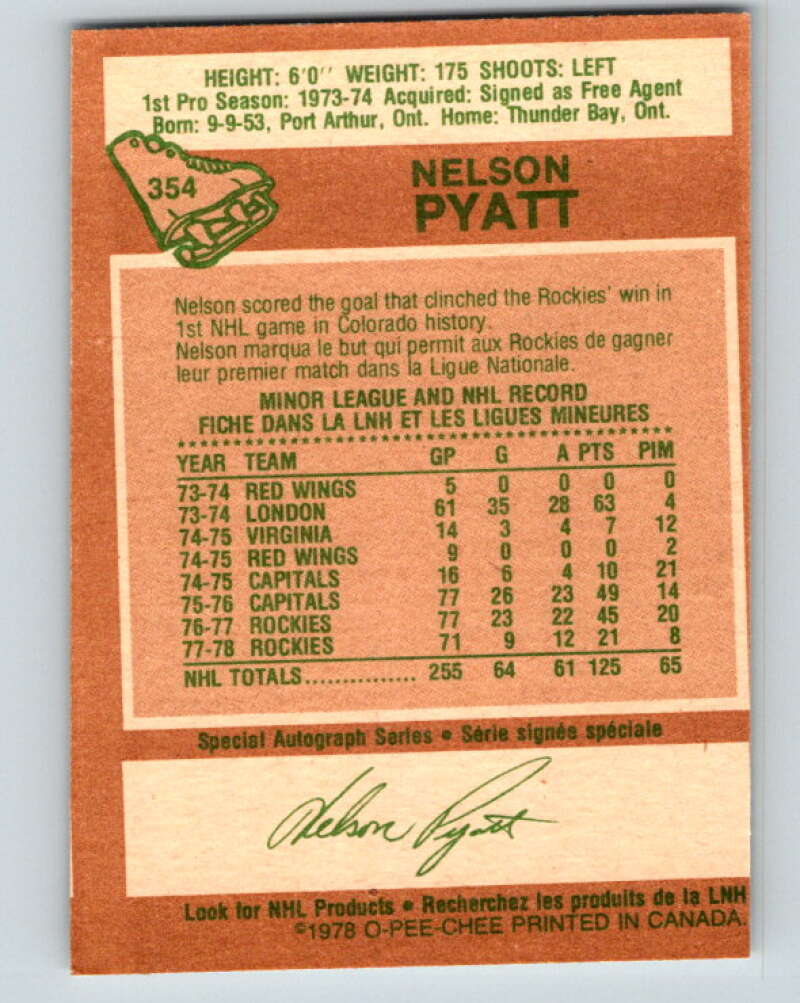 HEIGHT: 6'0'' WEIGHT: 175 SHOOTS: LEFT
1st Pro Season: 1973-74 Acquired: Signed as Free Agent
Born: 9-9-53, Port Arthur, Ont. Home: Thunder Bay, Ont.
354
NELSON
PYATT
Nelson scored the goal that clinched the Rockies' win in
1st NHL game in Colorado history.
Nelson marqua le but qui permit aux Rockies de gagner
leur premier match dans la Ligue Nationale.
MINOR LEAGUE AND NHL RECORD
FICHE DANS LA LNH ET LES LIGUES MINEURES
YEAR TEAM GP G A PTS PIM
73-74 RED WINGS 5 0 0 0 0
73-74 LONDON 61 35 28 63 4
74-75 VIRGINIA 14 3 4 7 12
74-75 RED WINGS 9 0 0 0 2
74-75 CAPITALS 16 6 4 10 21
75-76 CAPITALS 77 26 23 49 14
76-77 ROCKIES 77 23 22 45 20
77-78 ROCKIES 71 9 12 21 8
NHL TOTALS............... 255 64 61 125 65
Special Autograph Series • Série signée spéciale
Nelson Pyatt
Look for NHL Products • Recherchez les produits de la LNH
©1978 O-PEE-CHEE PRINTED IN CANADA.